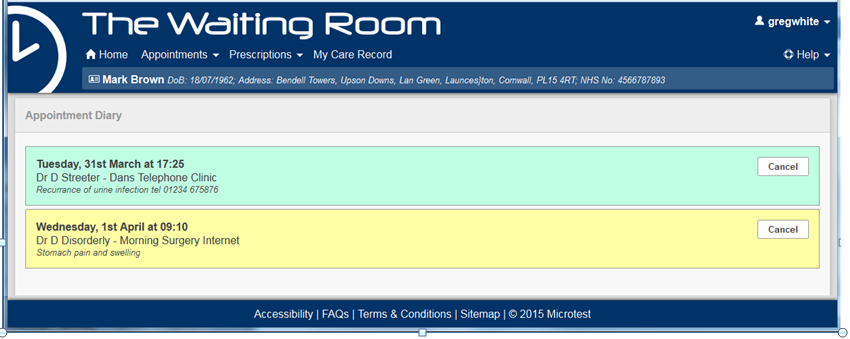 The Waiting Room
gregwhite
Home Appointments Prescriptions My Care Record Help
Mark Brown DoB: 18/07/1962; Address: Bendell Towers, Upson Downs, Lan Green, Launces}ton, Cornwall, PL15 4RT; NHS No: 4566787893
Appointment Diary
Tuesday, 31st March at 17:25
Cancel
Dr D Streeter - Dans Telephone Clinic
Recurrance of urine infection tel 01234 675876
Wednesday, 1st April at 09:10
Cancel
Dr D Disorderly - Morning Surgery Internet
Stomach pain and swelling
Accessibility | FAQs | Terms & Conditions | Sitemap | © 2015 Microtest